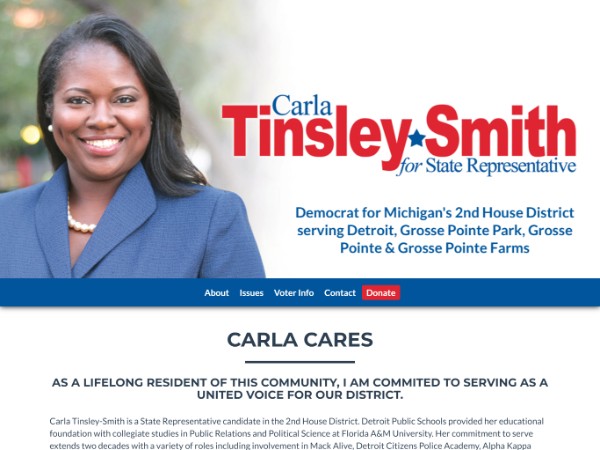 Carla
Tinsley Smith
for State Representative
Democrat for Michigan's 2nd House District
serving Detroit, Grosse Pointe Park, Grosse
Pointe & Grosse Pointe Farms
About Issues Voter Info Contact Donate
CARLA CARES
AS A LIFELONG RESIDENT OF THIS COMMUNITY, I AM COMMITED TO SERVING AS A
UNITED VOICE FOR OUR DISTRICT.
Carla Tinsley-Smith is a State Representative candidate in the 2nd House District. Detroit Public Schools provided her educational
foundation with collegiate studies in Public Relations and Political Science at Florida A&M University. Her commitment to serve
extends two decades with a variety of roles including involvement in Mack Alive, Detroit Citizens Police Academy, Alpha Kappa